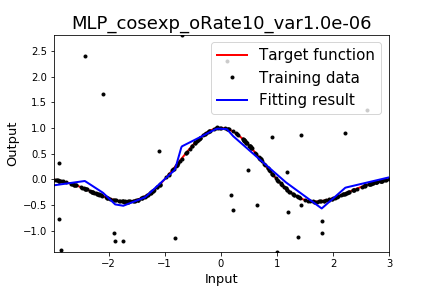 MLP_cosexp_oRate10_var1.0e-06
Target function
Training data
Fitting result
Output
2.5
2.0
1.5
1.0
0.5
0.0
−0.5
−1.0
−2
−1
0
1
2
3
Input